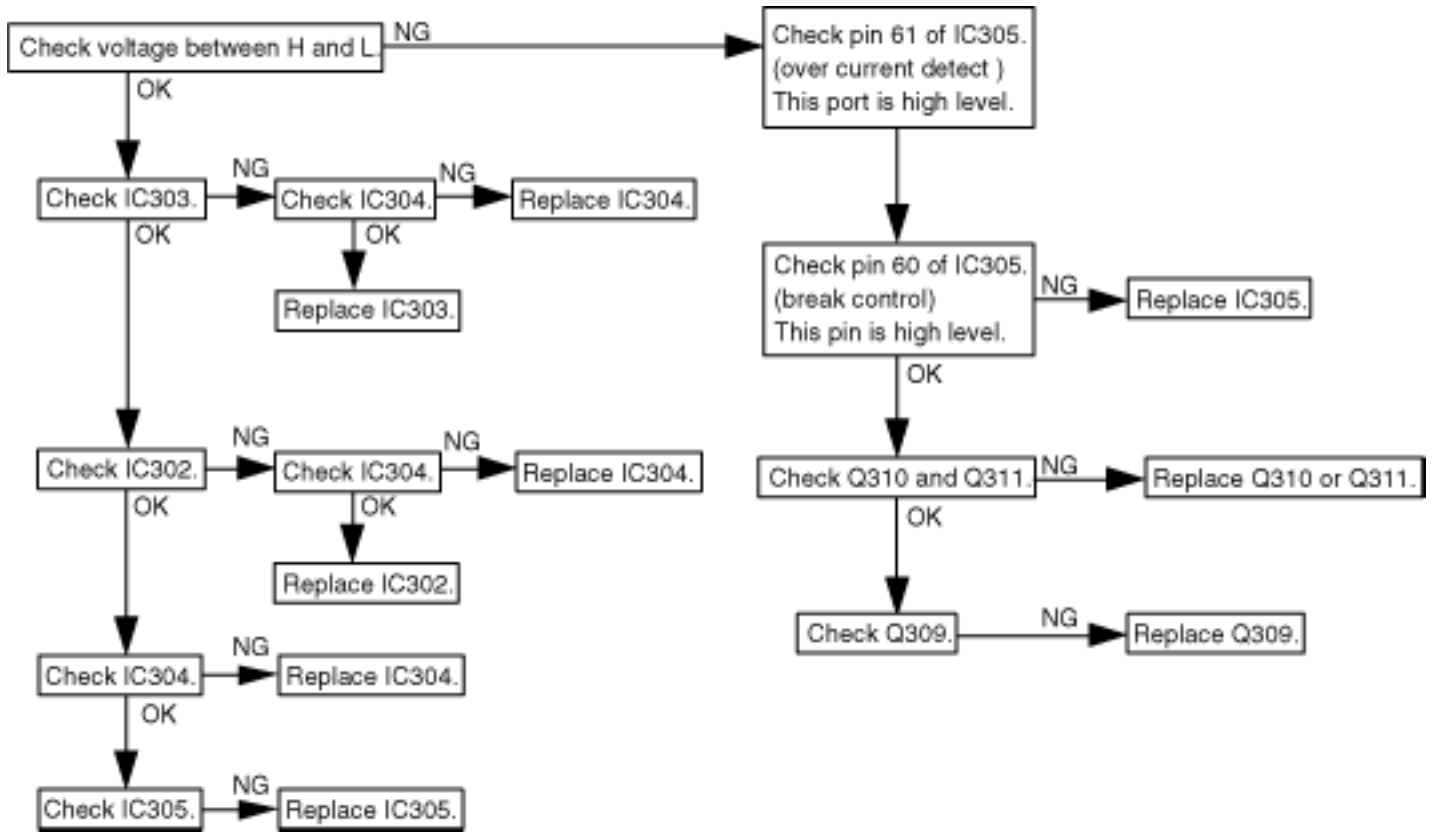 Check voltage between H and L.
NG
OK
Check pin 61 of IC305.
(over current detect )
This port is high level.
Check IC303.
NG
Check IC304.
NG
Replace IC304.
OK
OK
Replace IC303.
Check pin 60 of IC305.
(break control)
This pin is high level.
NG
Replace IC305.
OK
Check IC302.
NG
Check IC304.
NG
Replace IC304.
OK
OK
Replace IC302.
Check Q310 and Q311.
NG
Replace Q310 or Q311.
OK
Check IC304.
NG
Replace IC304.
OK
Check Q309.
NG
Replace Q309.
Check IC305.
NG
Replace IC305.